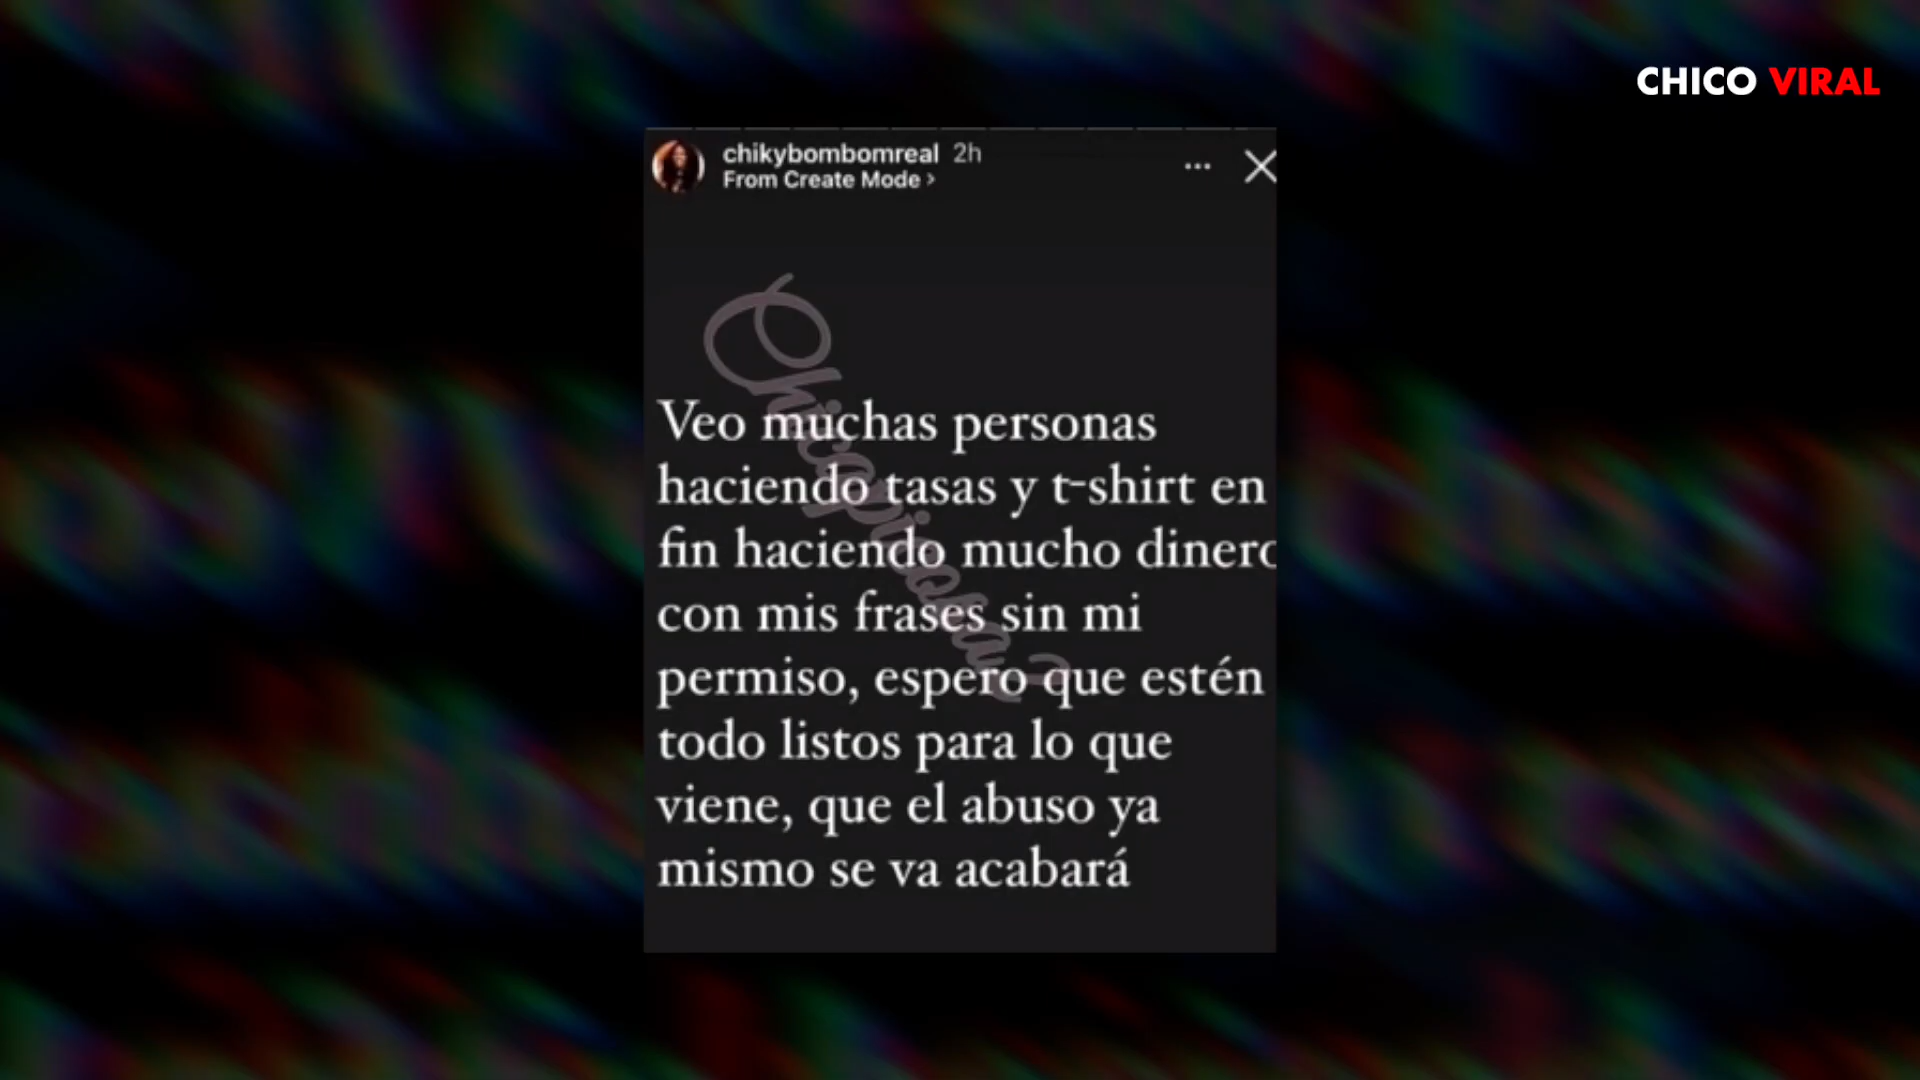 CHICO VIRAL
chikybombomreal 2h
From Create Mode >
Veo muchas personas
haciendo tasas y t-shirt en
fin haciendo mucho dinero
con mis frases sin mi
permiso, espero que estén
todo listos para lo que
viene, que el abuso ya
mismo se va acabará